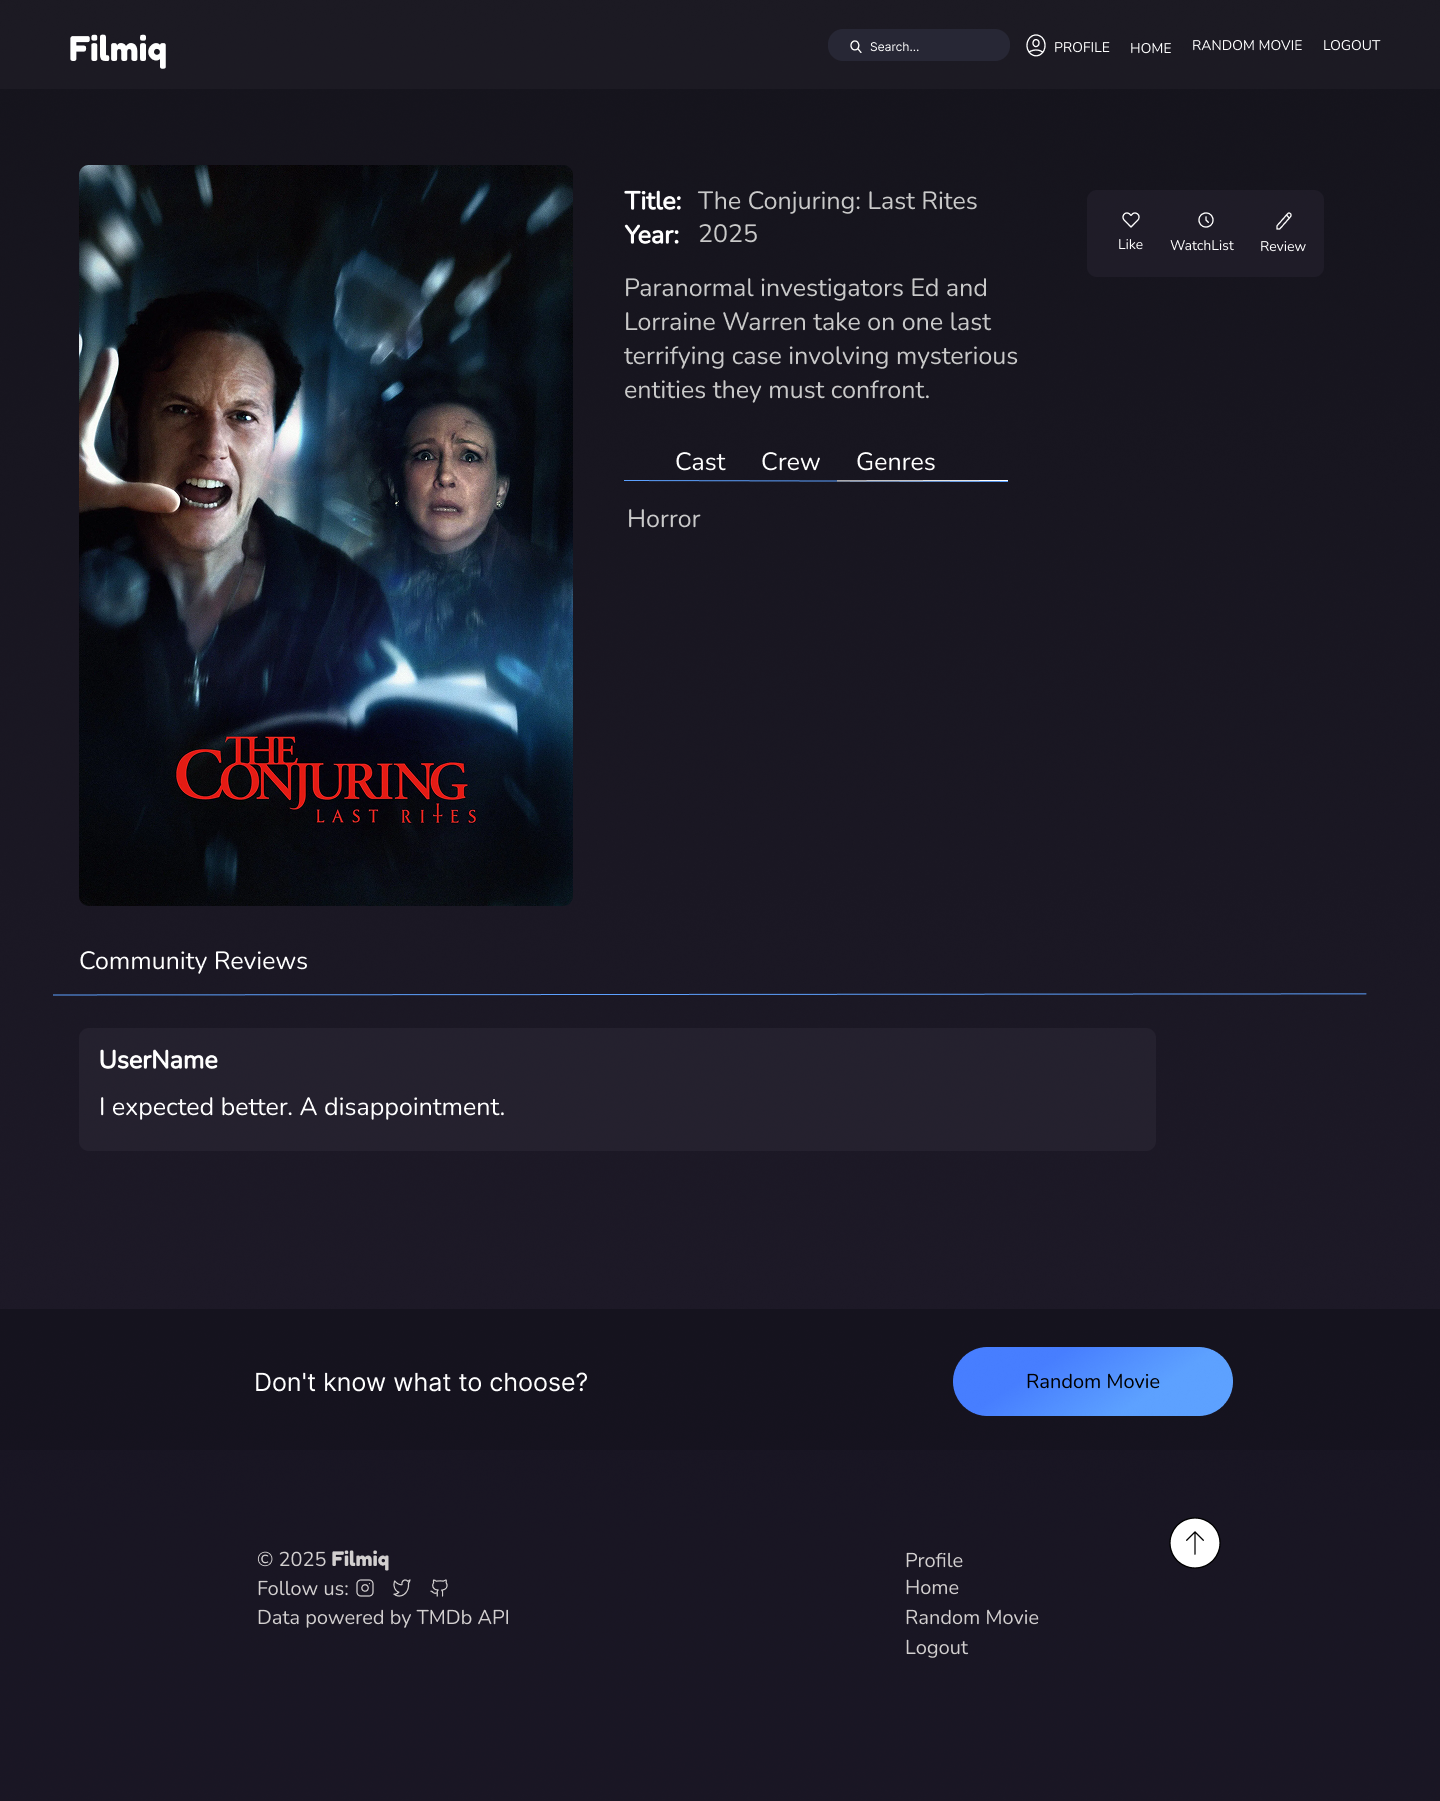 Filmiq
Search...
PROFILE
HOME
RANDOM MOVIE
LOGOUT
Title: The Conjuring: Last Rites
Year: 2025
Like
WatchList
Review
Paranormal investigators Ed and
Lorraine Warren take on one last
terrifying case involving mysterious
entities they must confront.
Cast Crew Genres
Horror
THE
CONJURING
LAST RITES
Community Reviews
UserName
I expected better. A disappointment.
Don't know what to choose?
Random Movie
© 2025 Filmiq
Follow us:
Data powered by TMDb API
Profile
Home
Random Movie
Logout